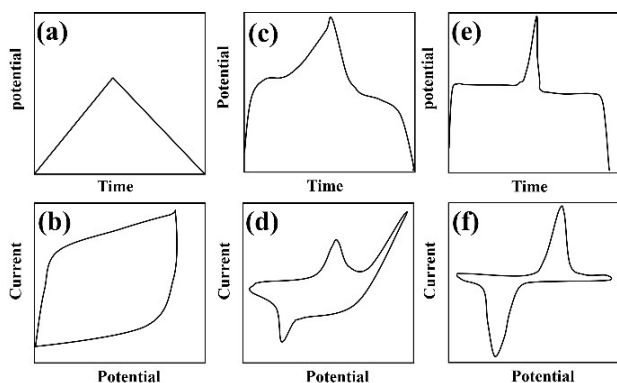 (a)
potential
Time
(c)
Potential
Time
(e)
potential
Time
(b)
Current
Potential
(d)
Current
Potential
(f)
Current
Potential